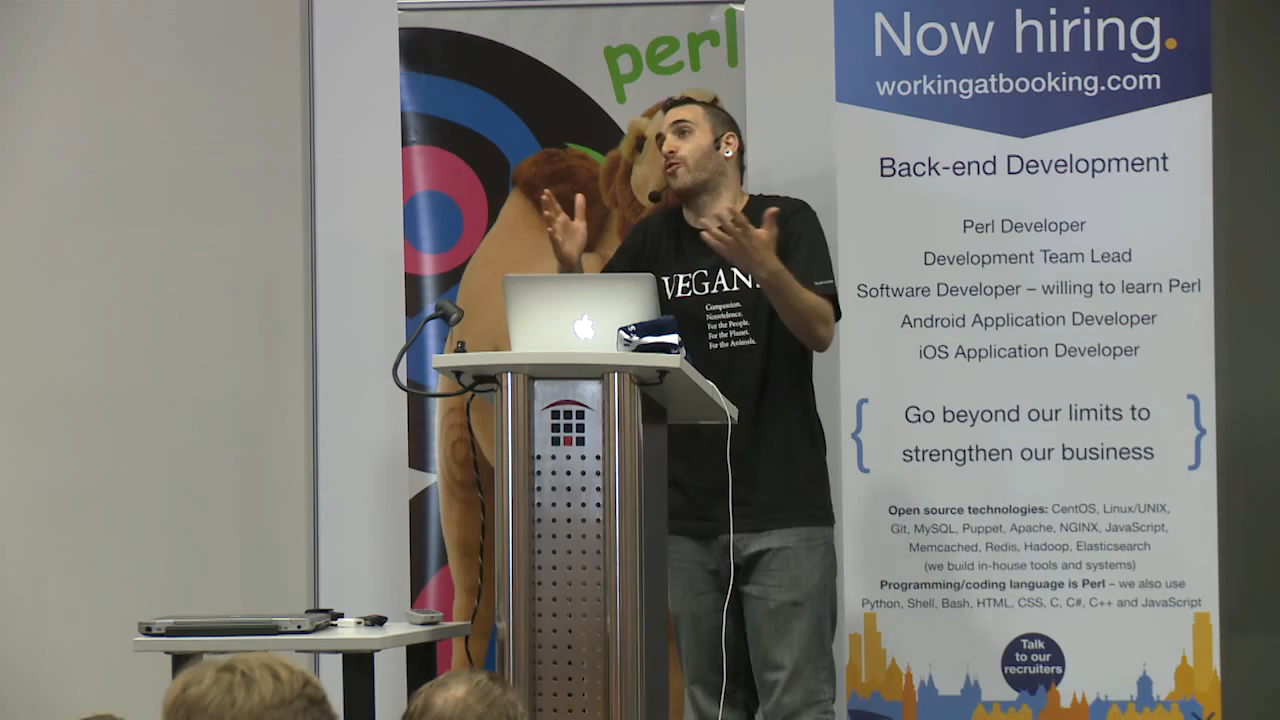 perl
Now hiring.
workingatbooking.com
Back-end Development
Perl Developer
Development Team Lead
Software Developer – willing to learn Perl
Android Application Developer
iOS Application Developer
{ Go beyond our limits to }
strengthen our business
Open source technologies: CentOS, Linux/UNIX,
Git, MySQL, Puppet, Apache, NGINX, JavaScript,
Memcached, Redis, Hadoop, Elasticsearch
(we build in-house tools and systems)
Programming/coding language is Perl – we also use
Python, Shell, Bash, HTML, CSS, C, C#, C++ and JavaScript
Talk
to our
recruiters
VEGAN.
Compassion.
Nonviolence.
For the People.
For the Planet.
For the Animals.